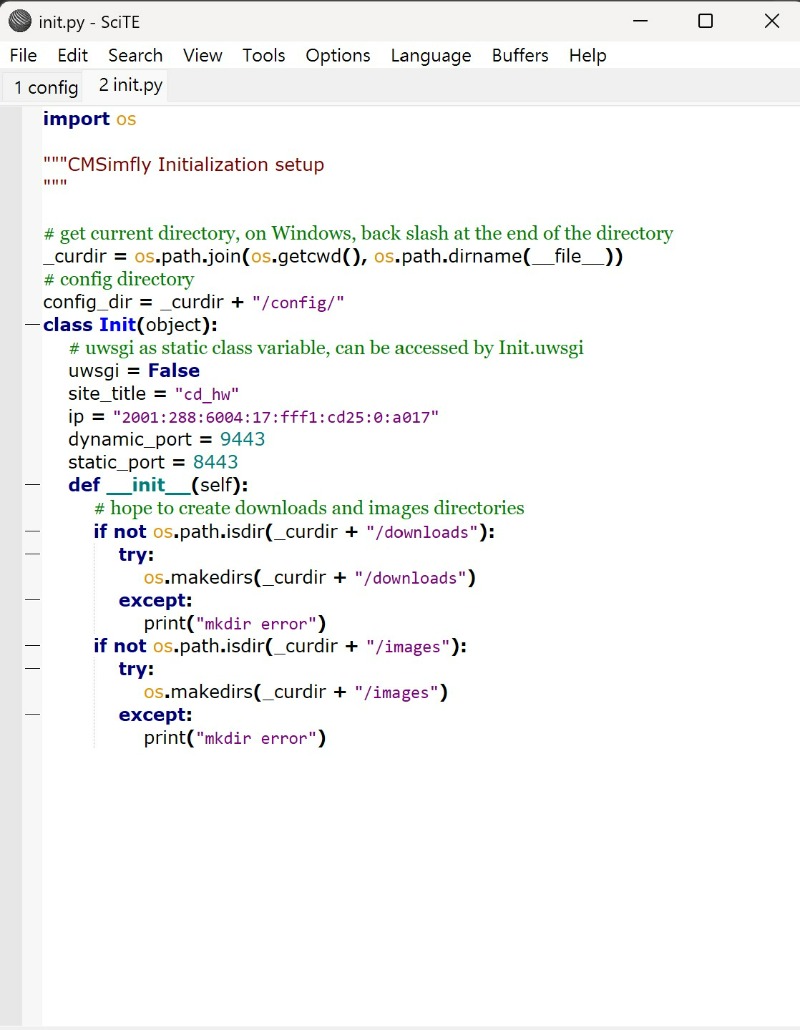 init.py - SciTE
File Edit Search View Tools Options Language Buffers Help
1 config 2 init.py
import os
"""CMSimfly Initialization setup
"""
# get current directory, on Windows, back slash at the end of the directory
_curdir = os.path.join(os.getcwd(), os.path.dirname(__file__))
# config directory
config_dir = _curdir + "/config/"
class Init(object):
# uwsgi as static class variable, can be accessed by Init.uwsgi
uwsgi = False
site_title = "cd_hw"
ip = "2001:288:6004:17:fff1:cd25:0:a017"
dynamic_port = 9443
static_port = 8443
def __init__(self):
# hope to create downloads and images directories
if not os.path.isdir(_curdir + "/downloads"):
try:
os.makedirs(_curdir + "/downloads")
except:
print("mkdir error")
if not os.path.isdir(_curdir + "/images"):
try:
os.makedirs(_curdir + "/images")
except:
print("mkdir error")